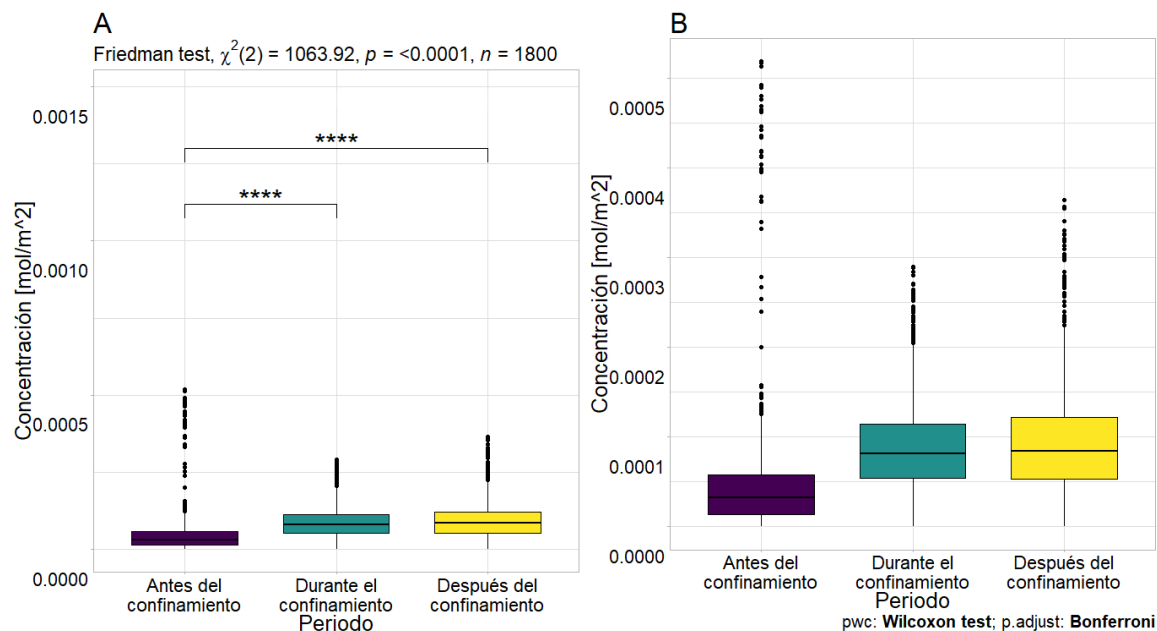 A
Friedman test, χ²(2) = 1063.92, p = <0.0001, n = 1800
0.0015
0.0010
0.0005
0.0000
Concentración [mol/m^2]
****
****
Antes del
confinamiento
Durante el
confinamiento
Después del
confinamiento
Periodo
B
0.0005
0.0004
0.0003
0.0002
0.0001
0.0000
Concentración [mol/m^2]
Antes del
confinamiento
Durante el
confinamiento
Después del
confinamiento
Periodo
pwc: Wilcoxon test; p.adjust: Bonferroni